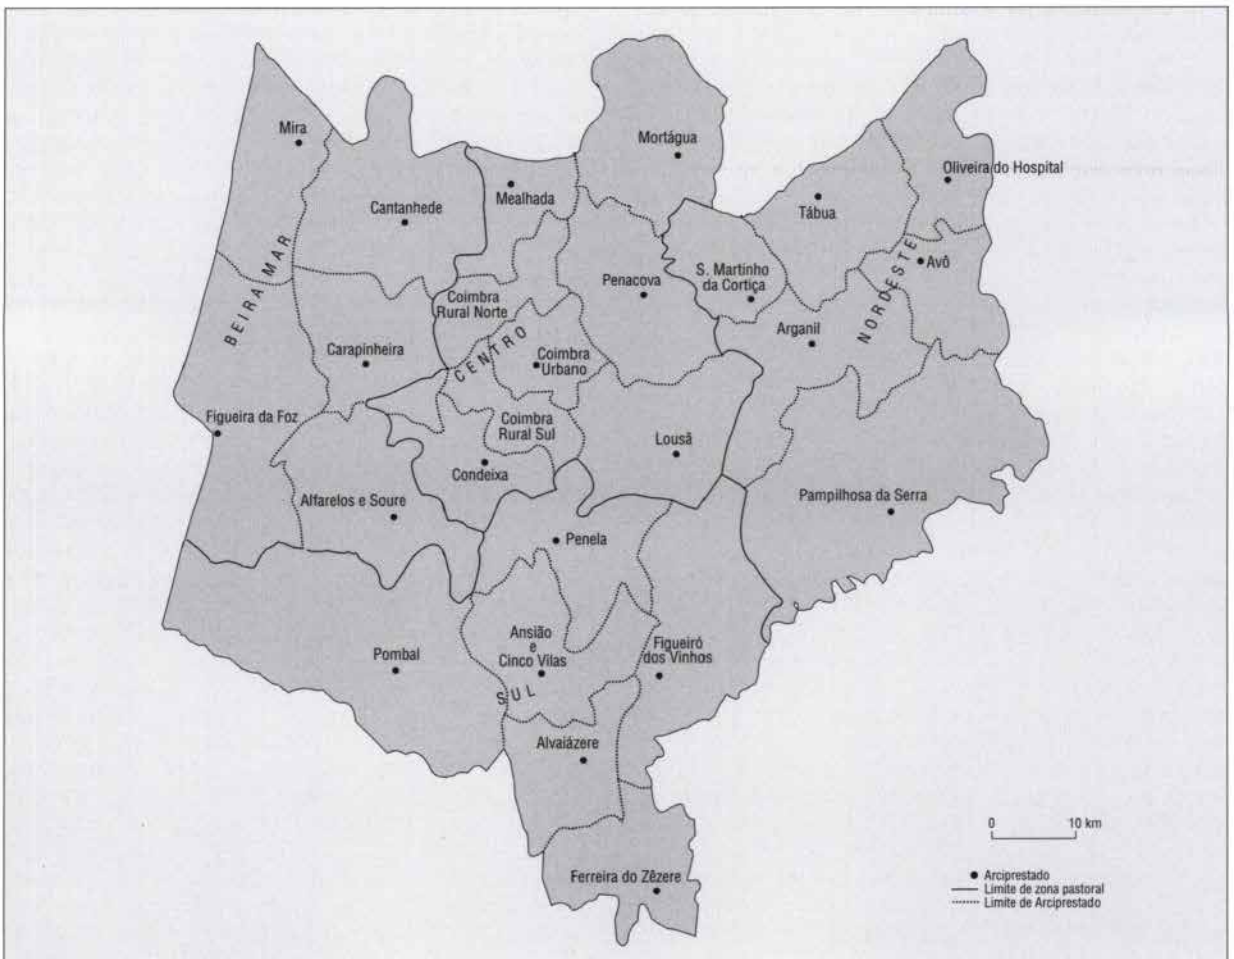 Mira
Mortágua
Oliveira do Hospital
Cantanhede
Mealhada
Tábua
BEIRA MAR
NORDESTE
Avô
Penacova
S. Martinho
da Cortiça
Coimbra
Rural Norte
Arganil
CENTRO
Carapinheira
Coimbra
Urbano
Figueira da Foz
Coimbra
Rural Sul
Lousã
Condeixa
Alfarelos e Soure
Pampilhosa da Serra
Penela
Ansião
e
Cinco Vilas
Figueiró
dos Vinhos
Pombal
SUL
Alvaiázere
0 10 km
Ferreira do Zêzere
Arciprestado
Limite de zona pastoral
Limite de Arciprestado